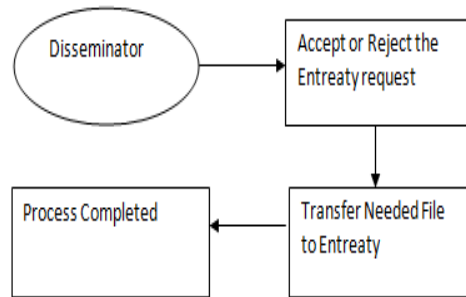 Disseminator
Accept or Reject the
Entreaty request
Transfer Needed File
to Entreaty
Process Completed